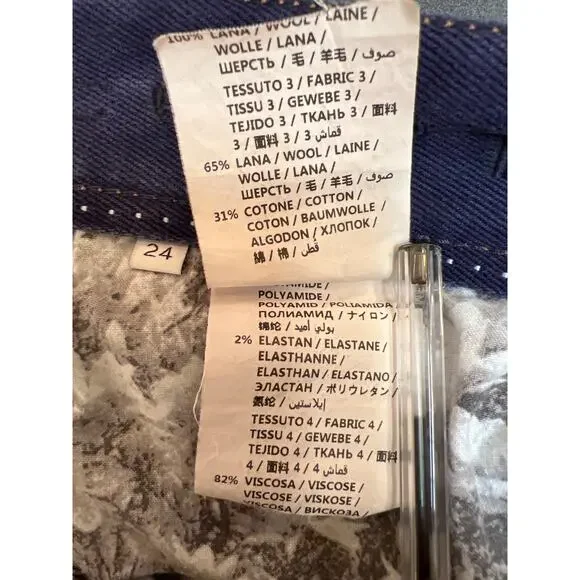 100% LANA / WOOL / LAINE /
WOLLE / LANA /
ШЕРСТЬ / 毛 / 羊毛 / صوف /
TESSUTO 3 / FABRIC 3 /
TISSU 3 / GEWEBE 3 /
TEJIDO 3 / ТКАНЬ 3 / 面料
3 / 面料 3 / 3 قماش /
65% LANA / WOOL / LAINE /
WOLLE / LANA /
ШЕРСТЬ / 毛 / 羊毛 / صوف /
31% COTONE / COTTON /
COTON / BAUMWOLLE /
ALGODON / ХЛОПОК /
綿 / 棉 / قطن /
24
POLYAMIDE /
POLYAMID / POLIAMIDA /
ПОЛИАМИД / ナイロン /
锦纶 / بولي أميد /
2% ELASTAN / ELASTANE /
ELASTHANNE /
ELASTHAN / ELASTANO /
ЭЛАСТАН / ポリウレタン /
氨纶 / إيلاستين /
TESSUTO 4 / FABRIC 4 /
TISSU 4 / GEWEBE 4 /
TEJIDO 4 / ТКАНЬ 4 / 面料
4 / 面料 4 / 4 قماش /
82% VISCOSA / VISCOSE /
VISCOSE / VISKOSE /
VISCOSA / ВИСКОЗА /